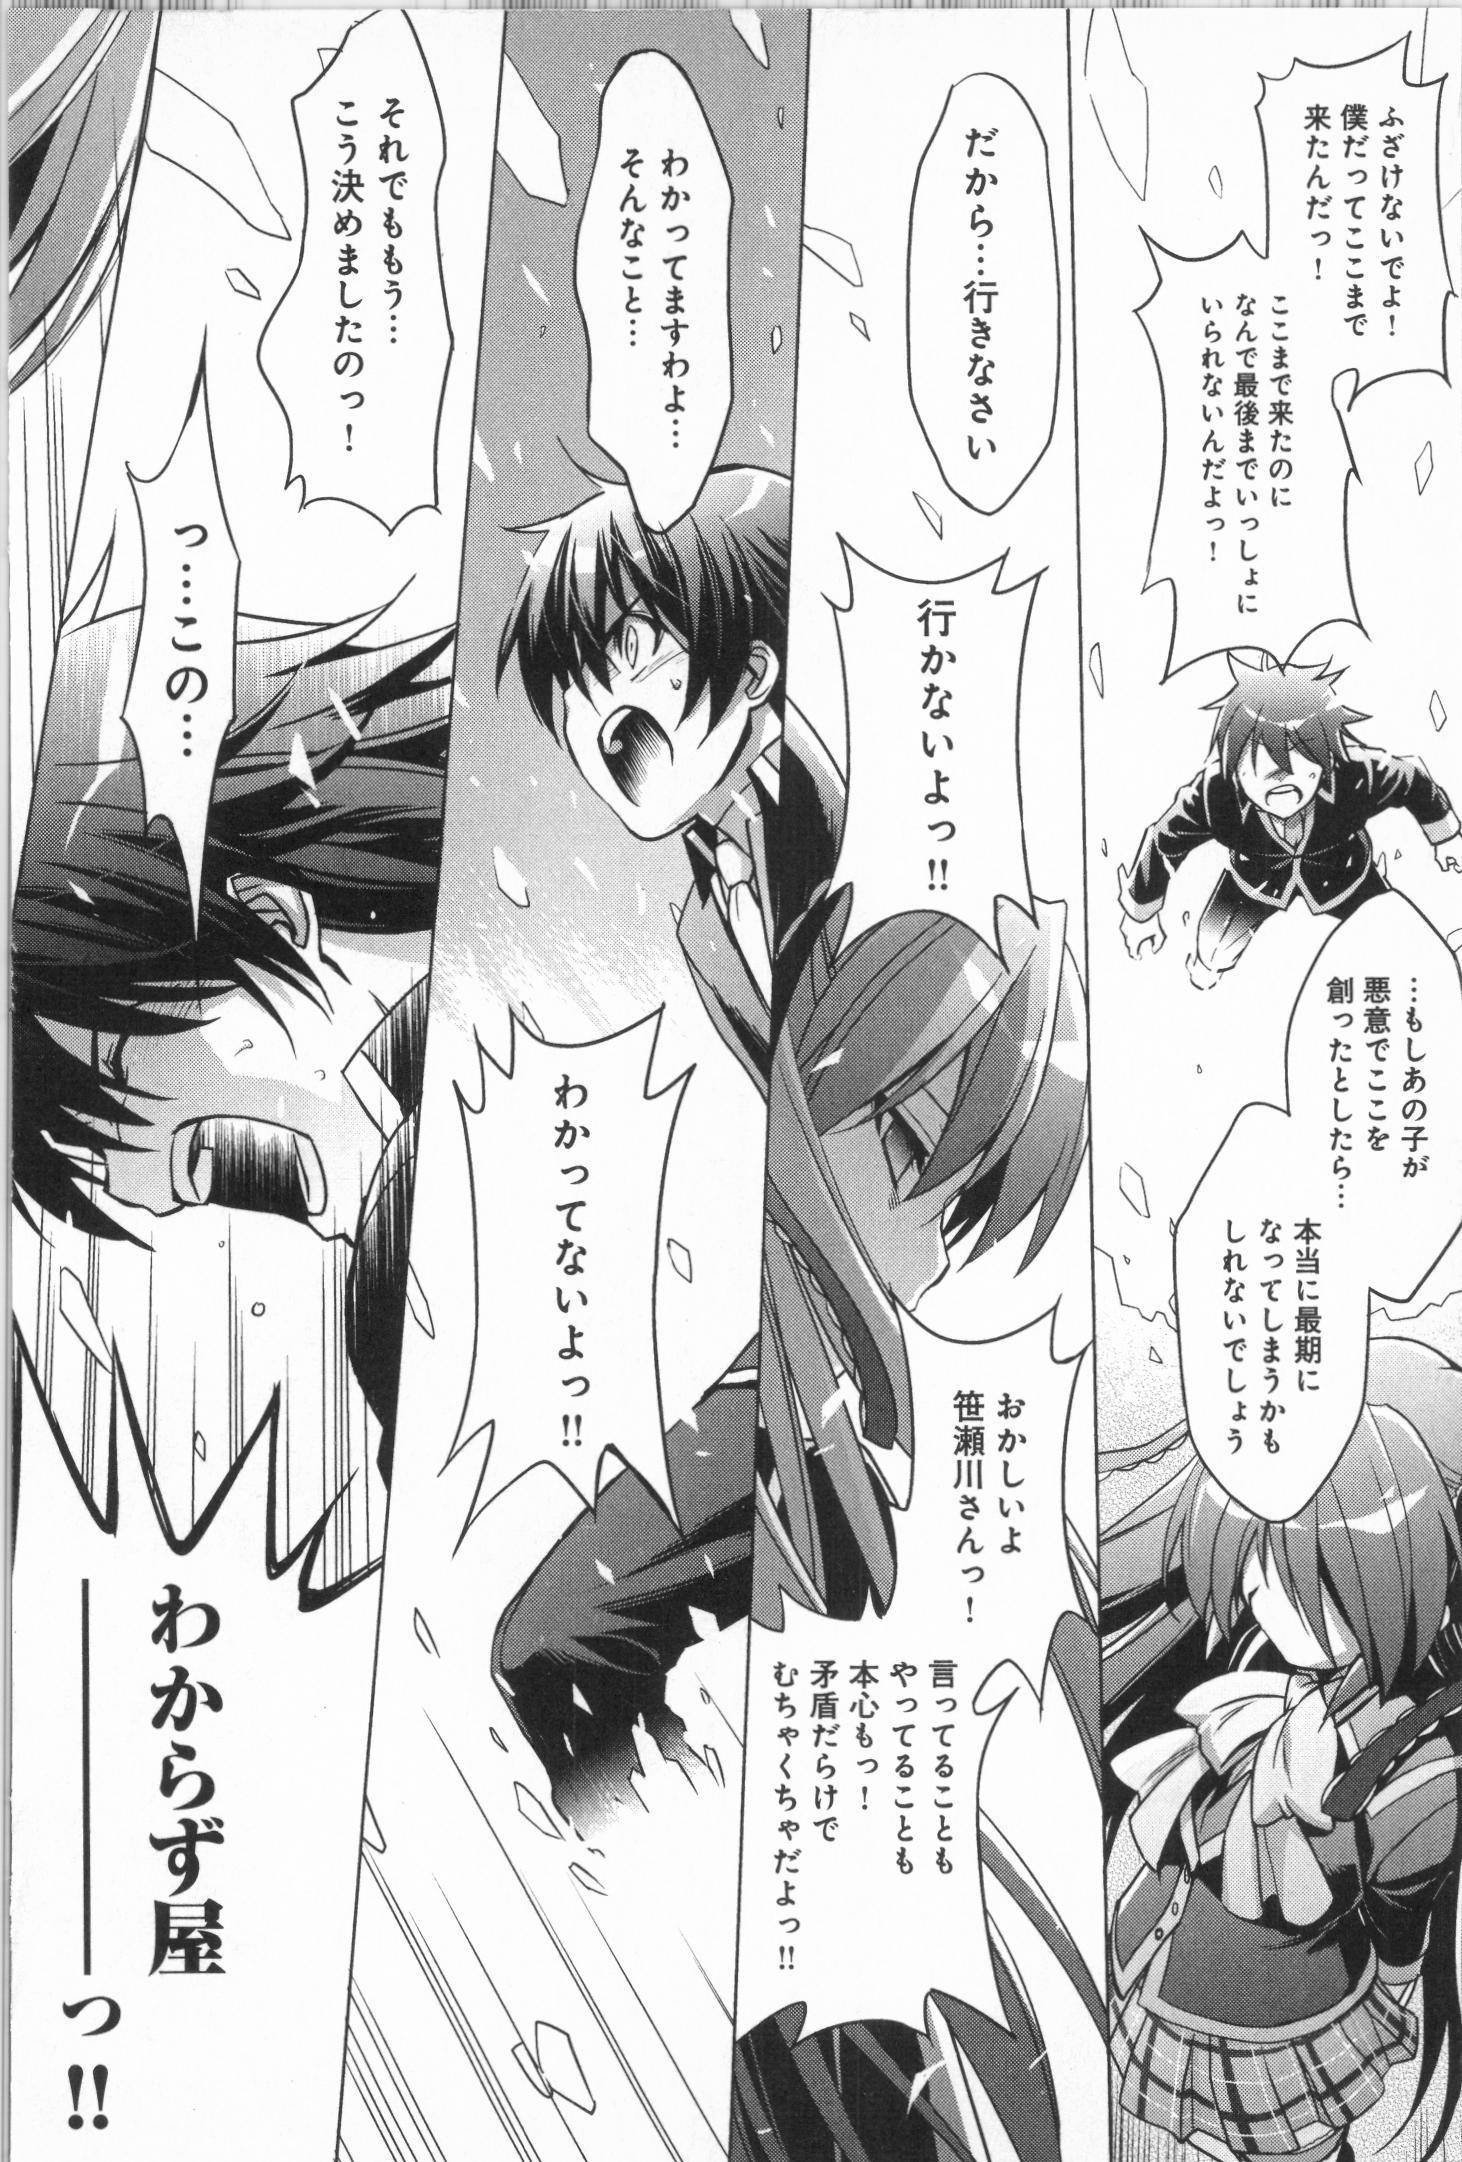 ふざけないでよ!
僕だってここまで
来たんだっ!
ここまで来たのに
なんで最後までいっしょに
いられないんだよっ!
…もしあの子が
悪意でここを
創ったとしたら…
本当に最期に
なってしまうかも
しれないでしょう
だから…行きなさい
行かないよっ!!
おかしいよ
笹瀬川さんっ!
言ってることも
やってることも
本心もっ!
矛盾だらけで
むちゃくちゃだよっ!!
わかってますわよ…
そんなこと…
わかってないよっ!!
それでももう…
こう決めましたのっ!
っ…この…
わからず屋
――っ!!